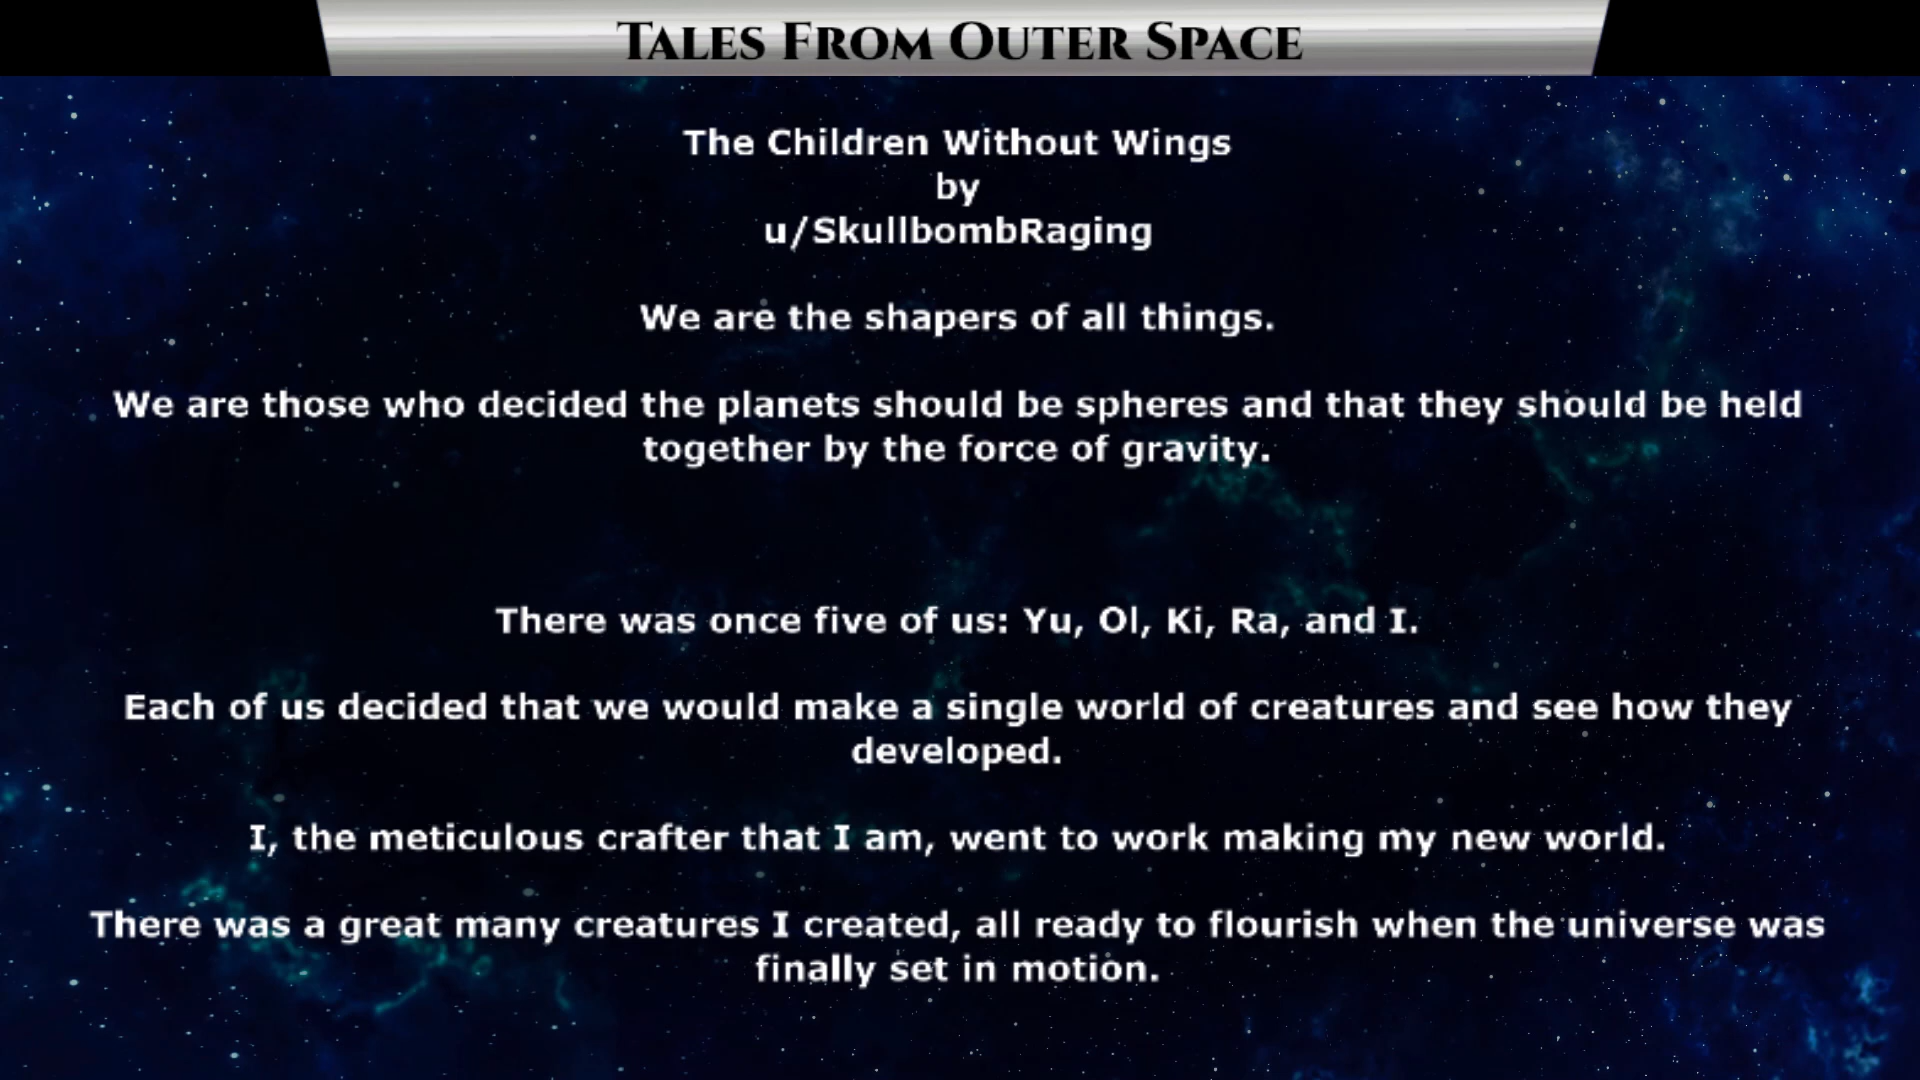 Tales From Outer Space
The Children Without Wings
by
u/SkullbombRaging
We are the shapers of all things.
We are those who decided the planets should be spheres and that they should be held
together by the force of gravity.
There was once five of us: Yu, Ol, Ki, Ra, and I.
Each of us decided that we would make a single world of creatures and see how they
developed.
I, the meticulous crafter that I am, went to work making my new world.
There was a great many creatures I created, all ready to flourish when the universe was
finally set in motion.